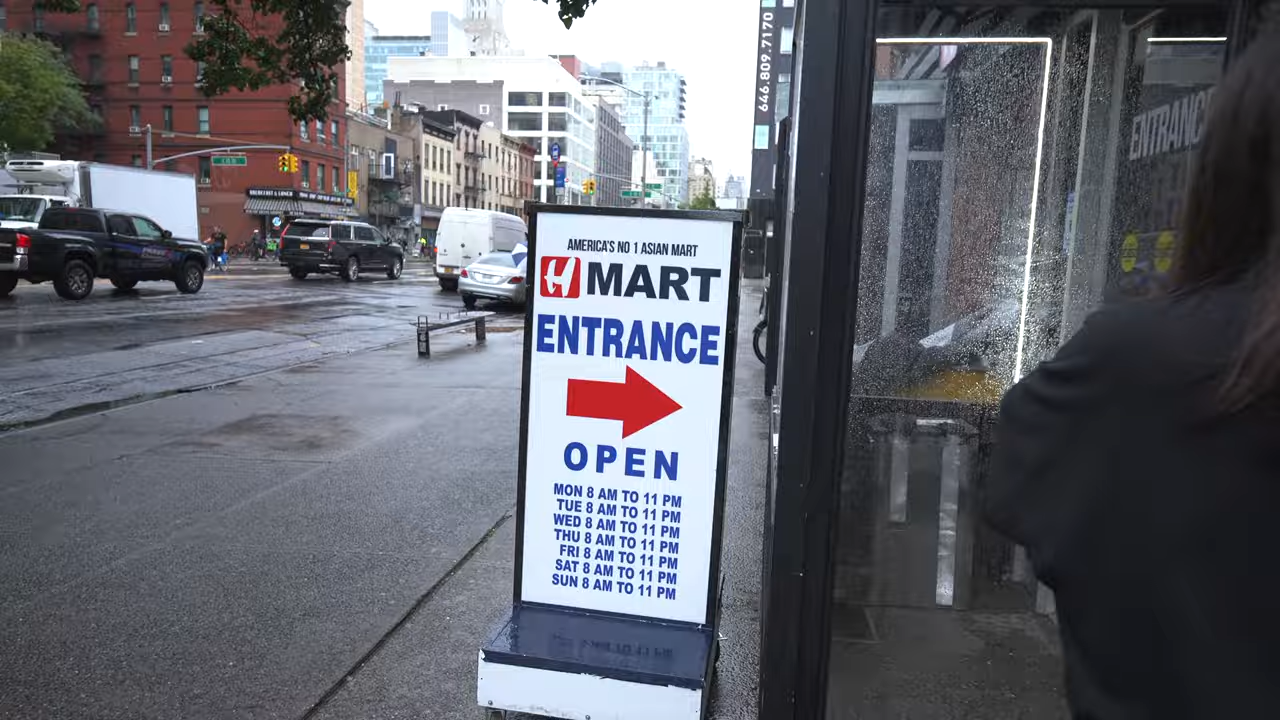 646.809.7170
AMERICA'S NO 1 ASIAN MART
H MART
ENTRANCE
OPEN
MON 8 AM TO 11 PM
TUE 8 AM TO 11 PM
WED 8 AM TO 11 PM
THU 8 AM TO 11 PM
FRI 8 AM TO 11 PM
SAT 8 AM TO 11 PM
SUN 8 AM TO 11 PM
ENTRANCE